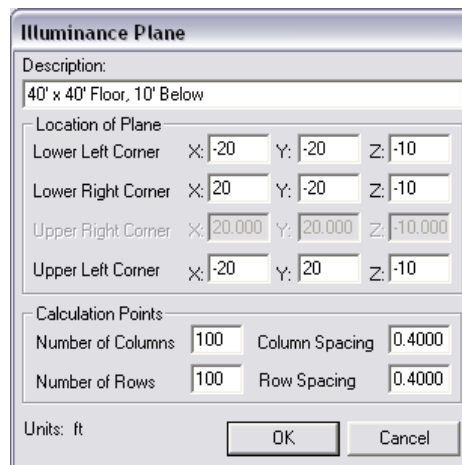 Illuminance Plane
Description:
40' x 40' Floor, 10' Below
Location of Plane
Lower Left Corner X: -20 Y: -20 Z: -10
Lower Right Corner X: 20 Y: -20 Z: -10
Upper Right Corner X: 20.000 Y: 20.000 Z: -10.000
Upper Left Corner X: -20 Y: 20 Z: -10
Calculation Points
Number of Columns 100 Column Spacing 0.4000
Number of Rows 100 Row Spacing 0.4000
Units: ft OK Cancel